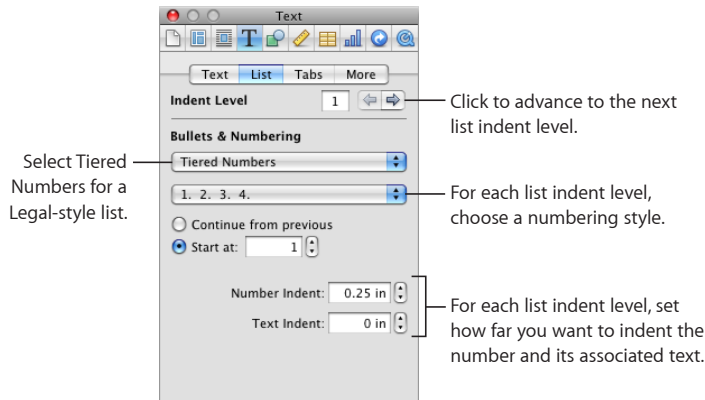 Text
Text List Tabs More
Indent Level 1
Click to advance to the next
list indent level.
Bullets & Numbering
Select Tiered
Numbers for a
Legal-style list.
Tiered Numbers
1. 2. 3. 4.
For each list indent level,
choose a numbering style.
Continue from previous
Start at: 1
Number Indent: 0.25 in
Text Indent: 0 in
For each list indent level, set
how far you want to indent the
number and its associated text.